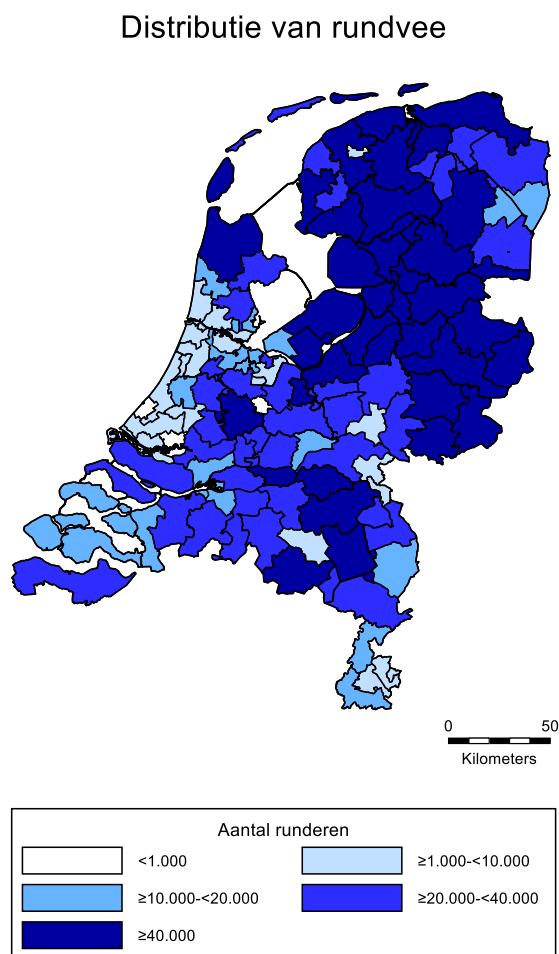 Distributie van rundvee
0 50
Kilometers
Aantal runderen
<1.000 ≥1.000-<10.000
≥10.000-<20.000 ≥20.000-<40.000
≥40.000